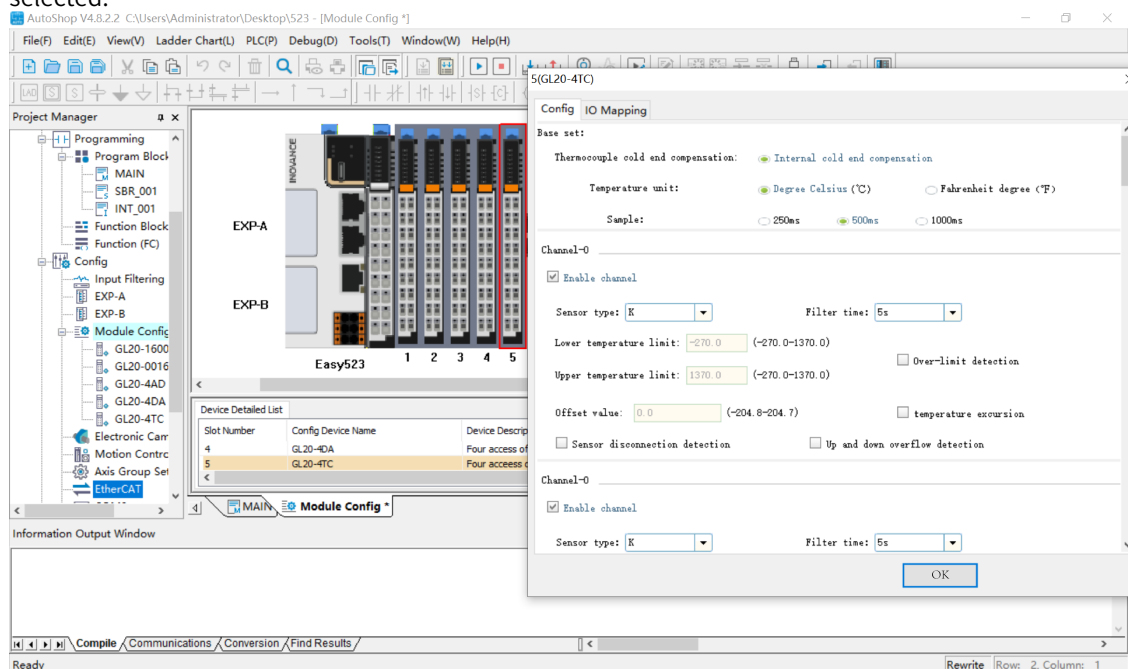 selected.
AutoShop V4.8.2.2 C:\Users\Administrator\Desktop\523 - [Module Config *]
File(F) Edit(E) View(V) Ladder Chart(L) PLC(P) Debug(D) Tools(T) Window(W) Help(H)
Project Manager
Programming
Program Block
MAIN
SBR_001
INT_001
Function Block
Function (FC)
Config
Input Filtering
EXP-A
EXP-B
Module Config
GL20-1600
GL20-0016
GL20-4AD
GL20-4DA
GL20-4TC
Electronic Cam
Motion Contrc
Axis Group Set
EtherCAT
INOVANCE
EXP-A
EXP-B
Easy523
1 2 3 4 5
Device Detailed List
Slot Number Config Device Name Device Descrip
4 GL20-4DA Four access of
5 GL20-4TC Four acceess o
MAIN Module Config *
5(GL20-4TC)
Config IO Mapping
Base set:
Thermocouple cold end compensation: Internal cold end compensation
Temperature unit: Degree Celsius (℃) Fahrenheit degree (℉)
Sample: 250ms 500ms 1000ms
Channel-0
Enable channel
Sensor type: K Filter time: 5s
Lower temperature limit: -270.0 (-270.0-1370.0)
Over-limit detection
Upper temperature limit: 1370.0 (-270.0-1370.0)
Offset value: 0.0 (-204.8-204.7) temperature excursion
Sensor disconnection detection Up and down overflow detection
Channel-0
Enable channel
Sensor type: K Filter time: 5s
OK
Information Output Window
Compile Communications Conversion Find Results
Ready Rewrite Row: 2, Column: 1